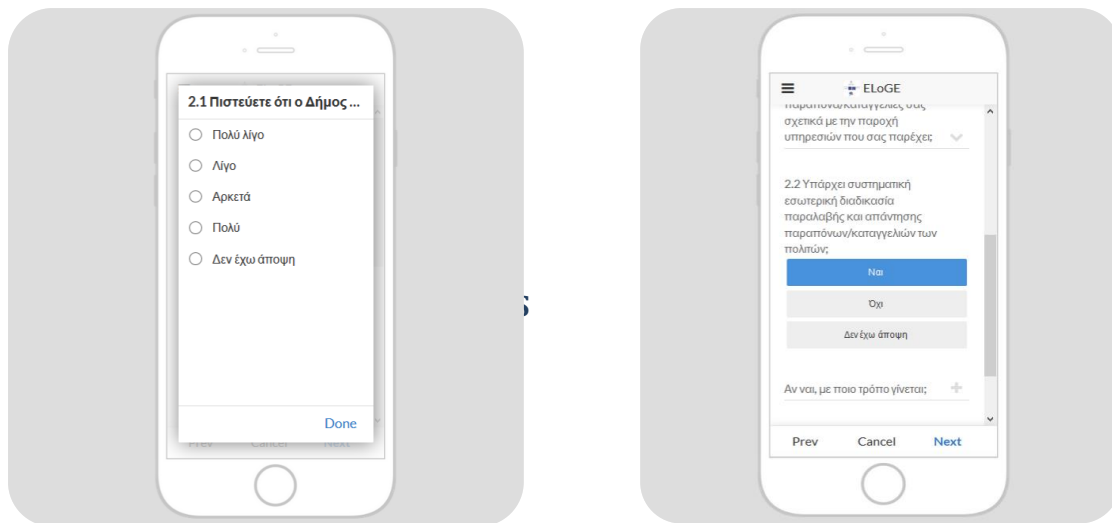 2.1 Πιστεύετε ότι ο Δήμος ...
Πολύ λίγο
Λίγο
Αρκετά
Πολύ
Δεν έχω άποψη
Done
Prev Cancel Next
s
ELoGE
παράπονα/καταγγελίες σας
σχετικά με την παροχή
υπηρεσιών που σας παρέχει;
2.2 Υπάρχει συστηματική
εσωτερική διαδικασία
παραλαβής και απάντησης
παραπόνων/καταγγελιών των
πολιτών;
Ναι
Όχι
Δεν έχω άποψη
Αν ναι, με ποιο τρόπο γίνεται;
Prev Cancel Next